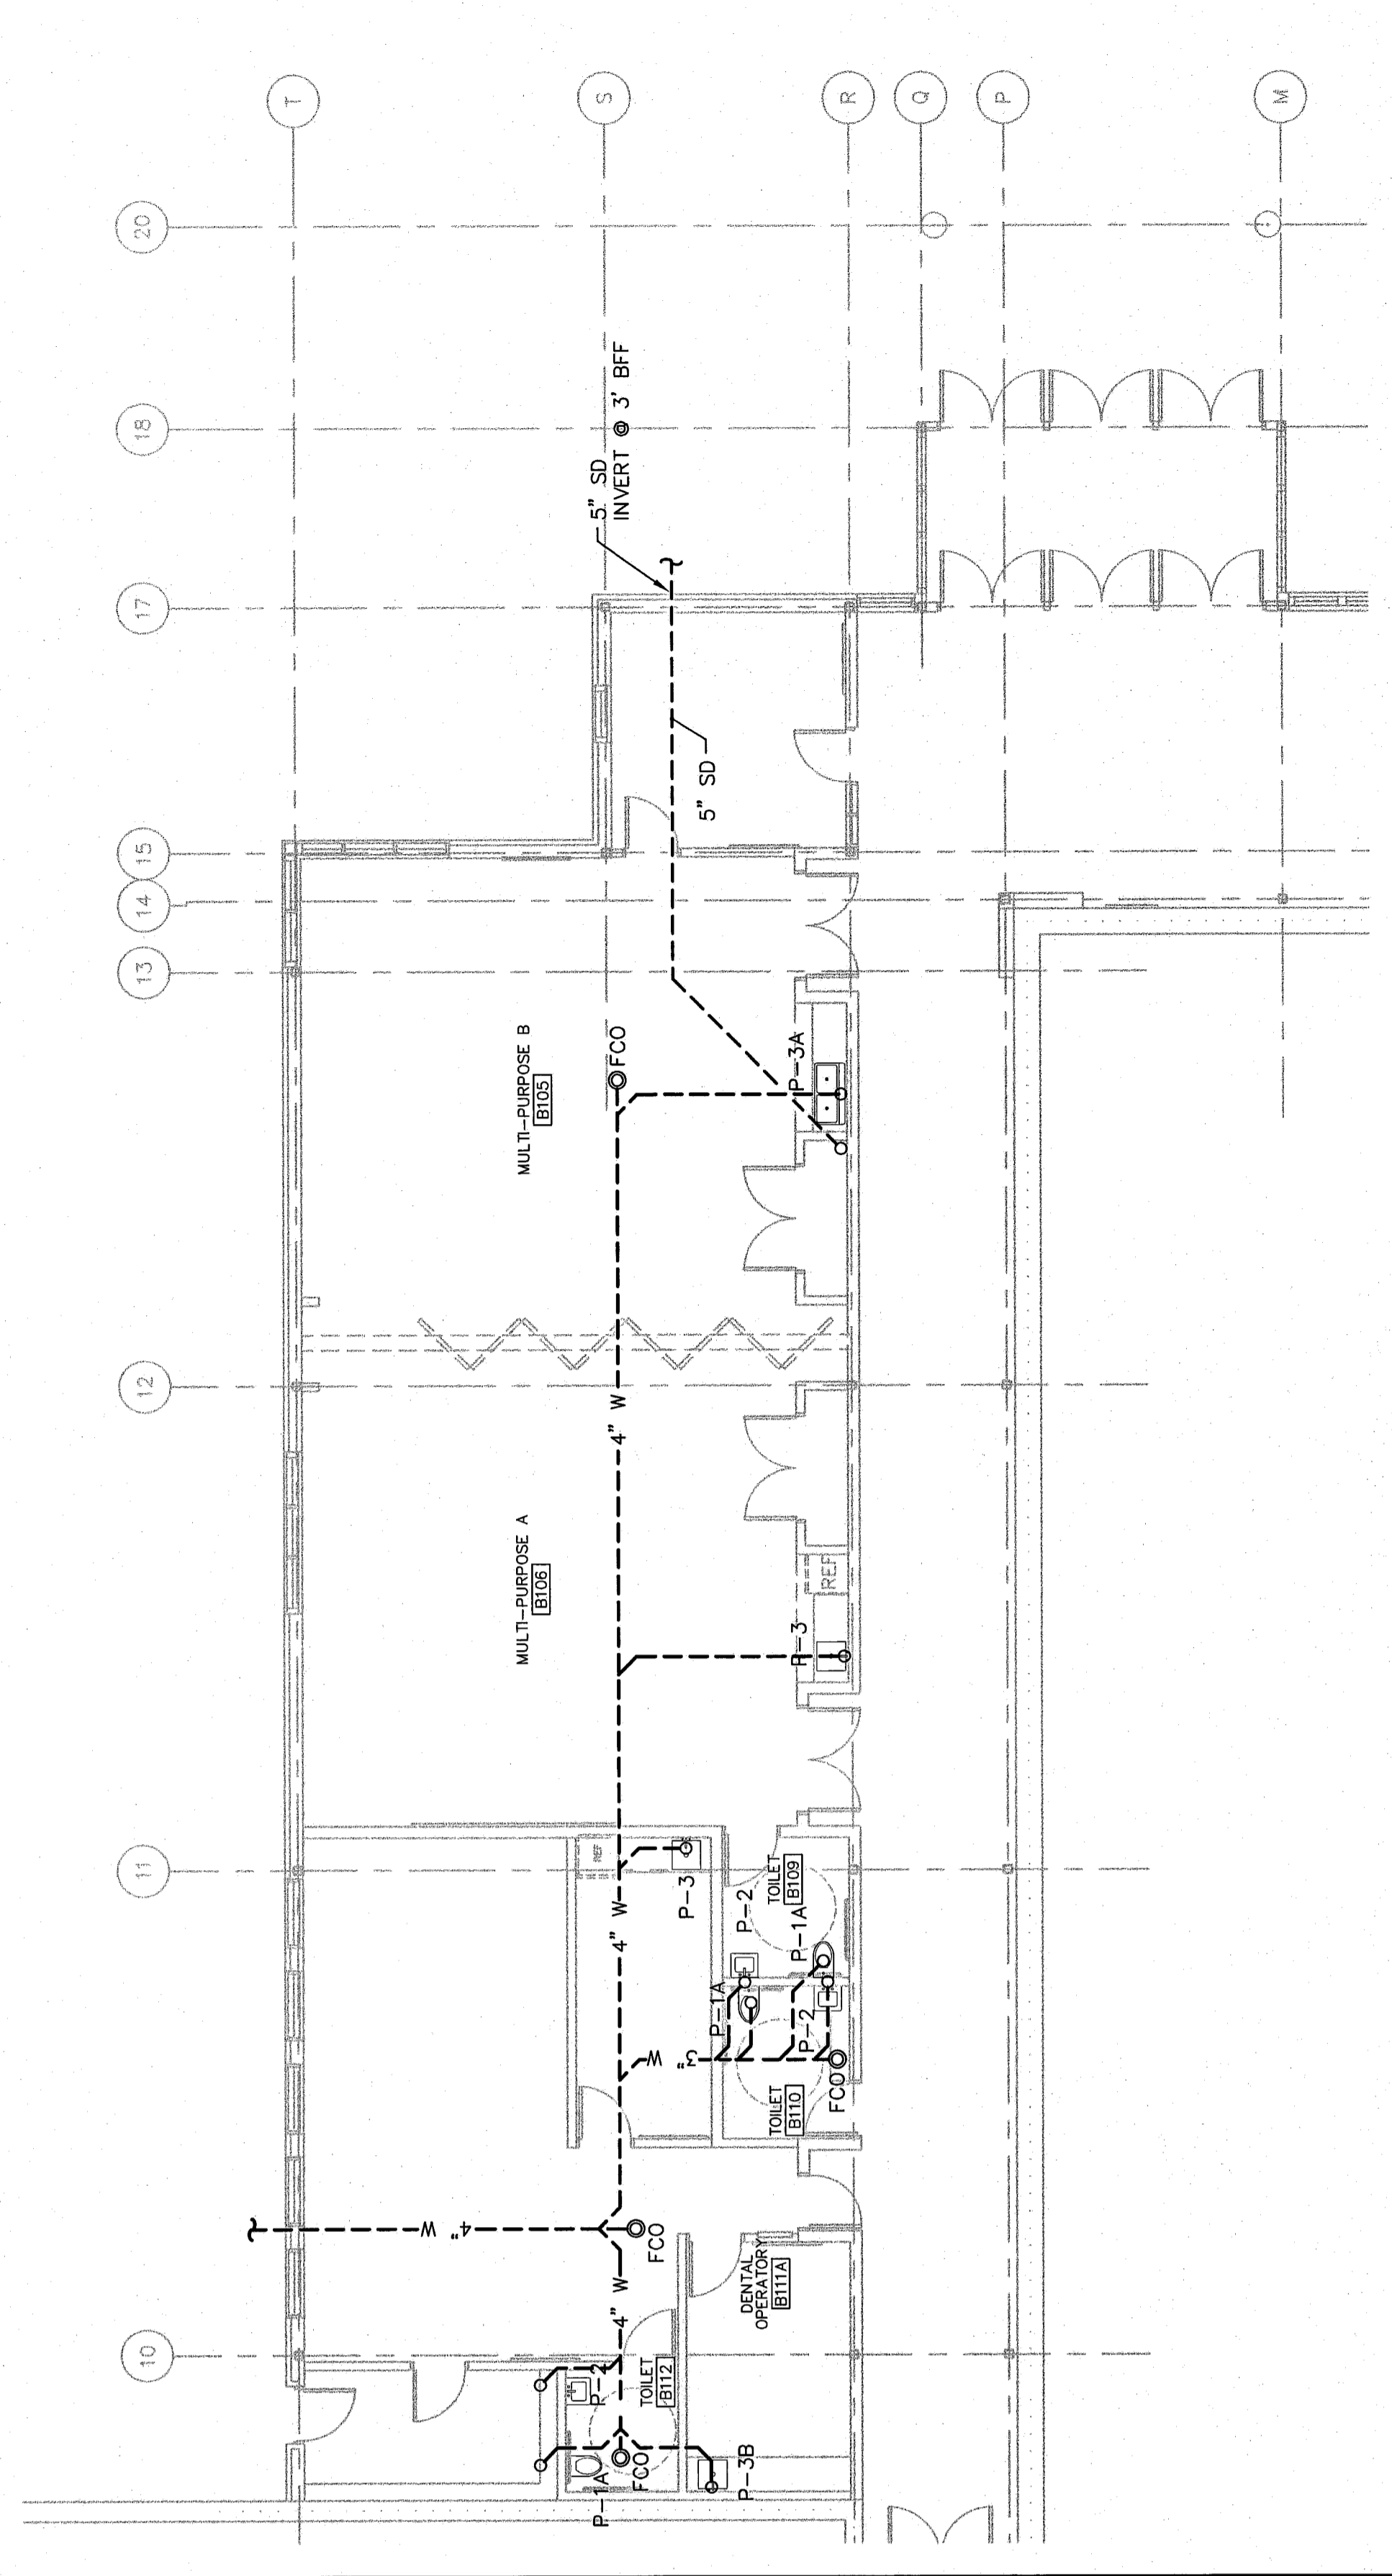 T
S
R
Q
P
M
20
18
17
15
14
13
12
11
10
5" SD
INVERT @ 3' BFF
5" SD
MULTI-PURPOSE B
B105
FCO
P-3A
4" W
MULTI-PURPOSE A
B106
REF
P-3
REF
4" W
P-3
TOILET
B109
P-2
P-1A
P-1A
P-2
3" W
TOILET
B110
FCO
4" W
FCO
4" W
DENTAL
OPERATORY
B111A
P-2
TOILET
B112
P-1A
FCO
P-3B